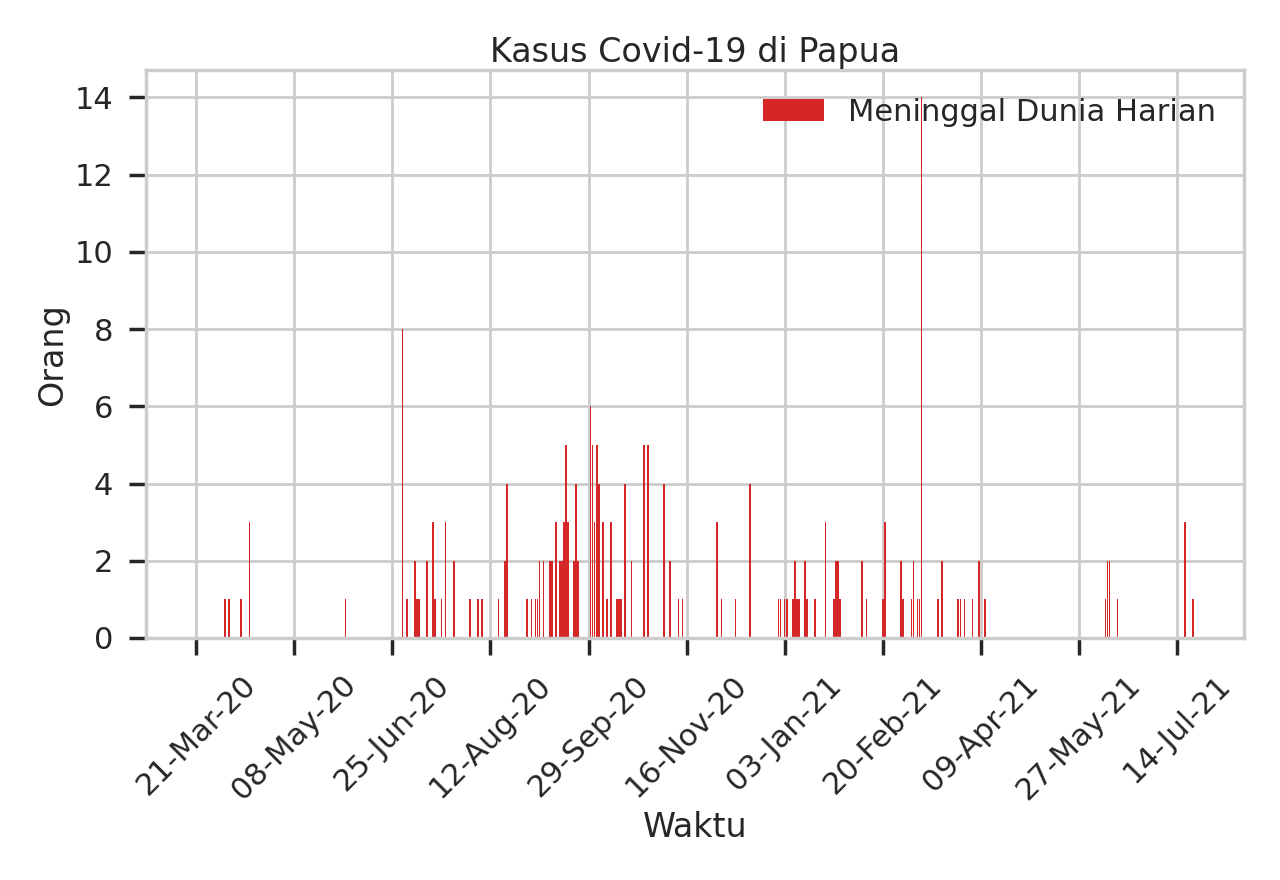 Kasus Covid-19 di Papua
Meninggal Dunia Harian
Orang
14
12
10
8
6
4
2
0
21-Mar-20
08-May-20
25-Jun-20
12-Aug-20
29-Sep-20
16-Nov-20
03-Jan-21
20-Feb-21
09-Apr-21
27-May-21
14-Jul-21
Waktu